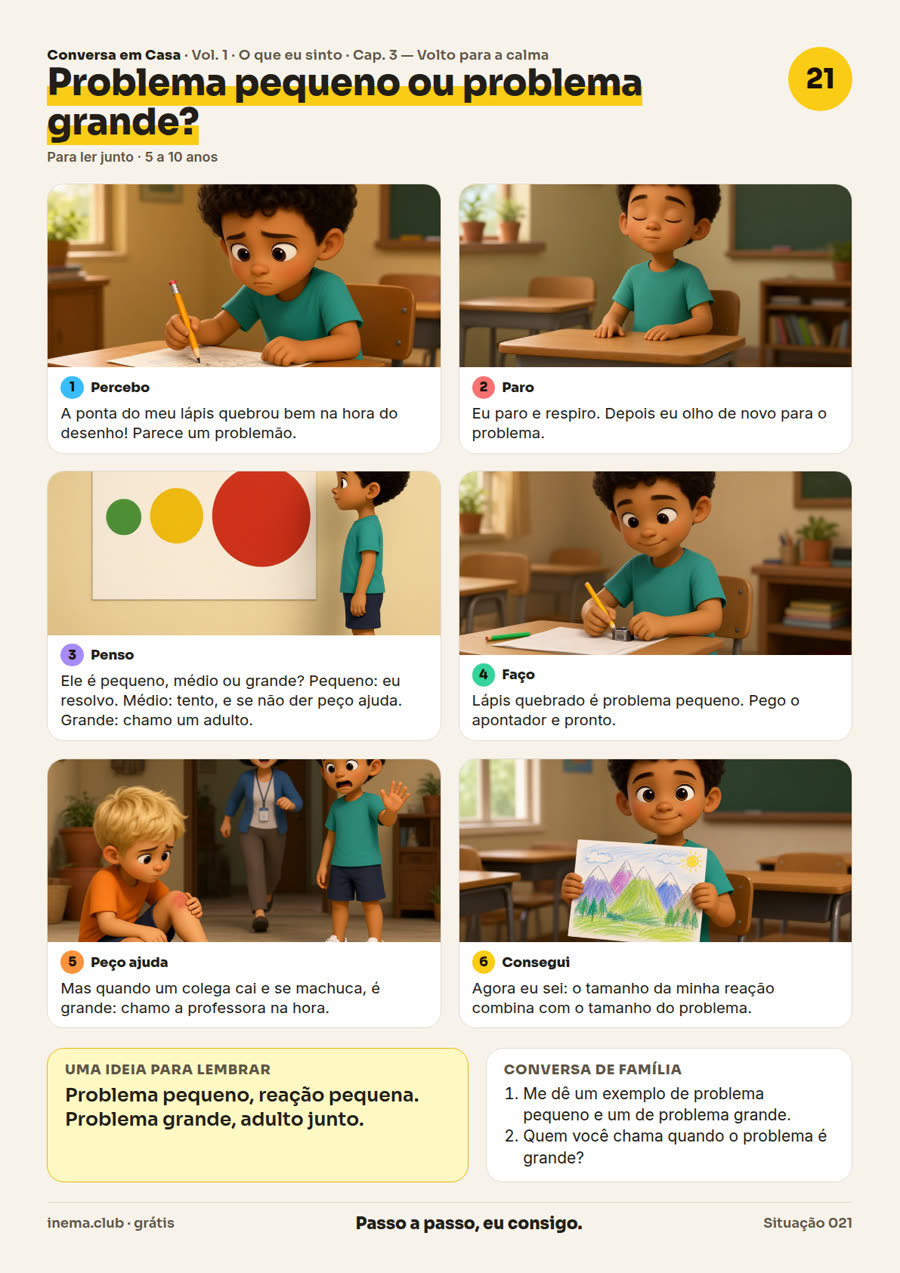 Conversa em Casa · Vol. 1 · O que eu sinto · Cap. 3 — Volto para a calma
Problema pequeno ou problema
grande?
21
Para ler junto · 5 a 10 anos
1 Percebo
A ponta do meu lápis quebrou bem na hora do
desenho! Parece um problemão.
2 Paro
Eu paro e respiro. Depois eu olho de novo para o
problema.
3 Penso
Ele é pequeno, médio ou grande? Pequeno: eu
resolvo. Médio: tento, e se não der peço ajuda.
Grande: chamo um adulto.
4 Faço
Lápis quebrado é problema pequeno. Pego o
apontador e pronto.
5 Peço ajuda
Mas quando um colega cai e se machuca, é
grande: chamo a professora na hora.
6 Consegui
Agora eu sei: o tamanho da minha reação
combina com o tamanho do problema.
UMA IDEIA PARA LEMBRAR
Problema pequeno, reação pequena.
Problema grande, adulto junto.
CONVERSA DE FAMÍLIA
1. Me dê um exemplo de problema
pequeno e um de problema grande.
2. Quem você chama quando o problema é
grande?
inema.club · grátis
Passo a passo, eu consigo.
Situação 021